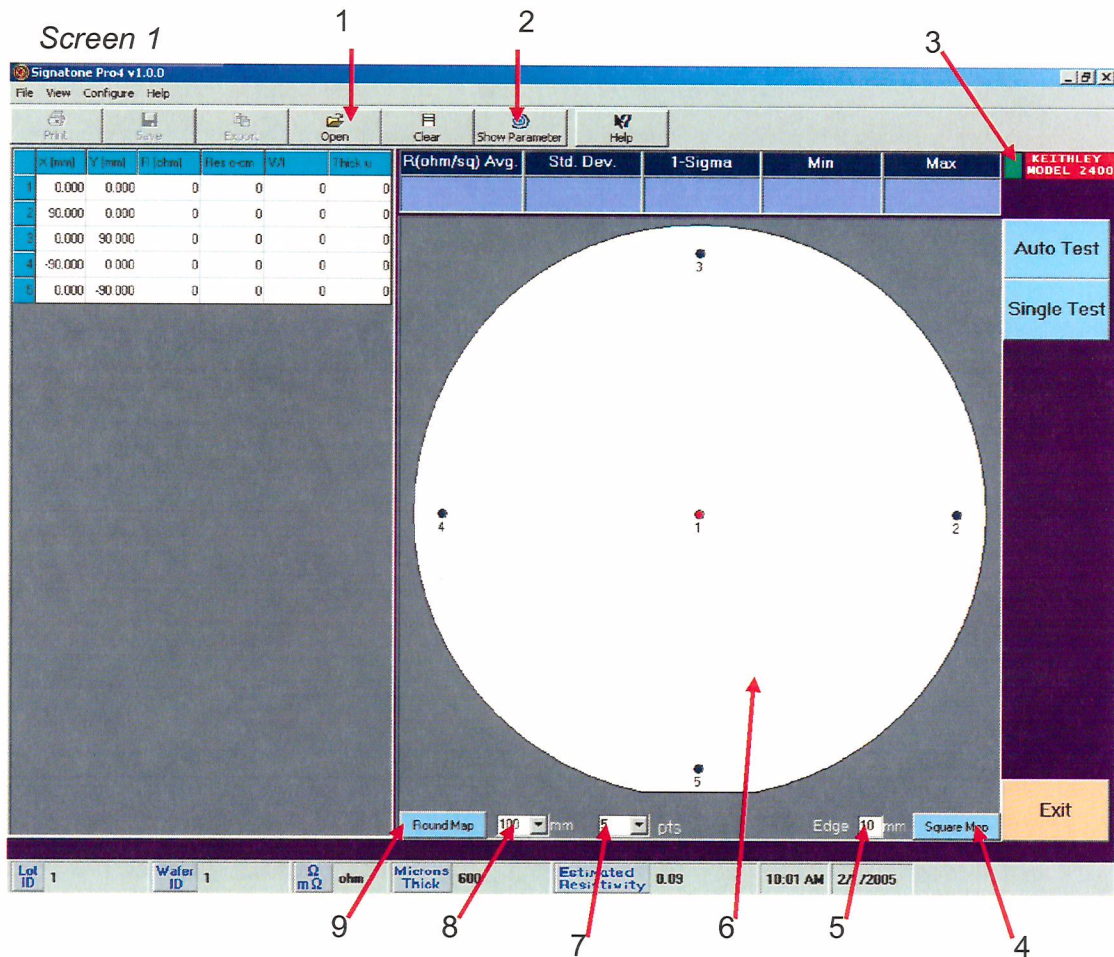 1
2
3
Screen 1
Signatone Pro4 v1.0.0
File View Configure Help
Print Save Export Open Clear Show Parameter Help
X (mm) Y (mm) R (ohm) Res o-cm V/I Thick u
1 0.000 0.000 0 0 0 0
2 90.000 0.000 0 0 0 0
3 0.000 90.000 0 0 0 0
4 -90.000 0.000 0 0 0 0
5 0.000 -90.000 0 0 0 0
R(ohm/sq) Avg. Std. Dev. 1-Sigma Min Max
KEITHLEY
MODEL 2400
Auto Test
Single Test
3
4
1
2
5
Exit
Round Map 100 mm 5 pts Edge 10 mm Square Map
Lot ID 1 Wafer ID 1 Ω mΩ ohm Microns Thick 600 Estimated Resistivity 0.09 10:01 AM 2/ /2005
9
8
7
6
5
4